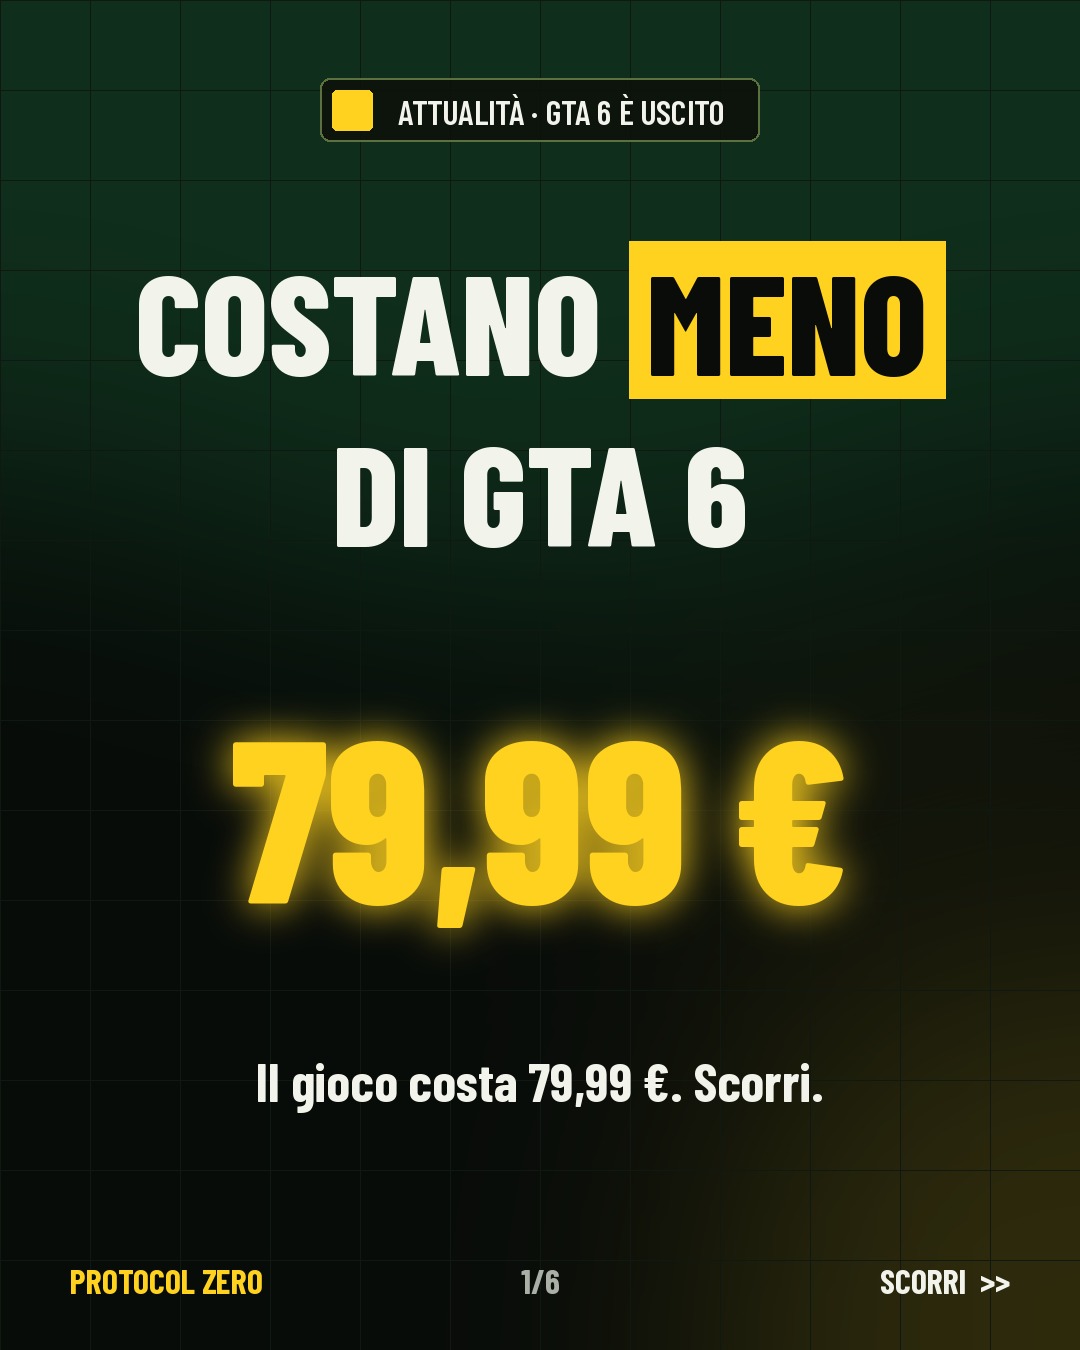 ATTUALITÀ · GTA 6 È USCITO
COSTANO MENO
DI GTA 6
79,99 €
Il gioco costa 79,99 €. Scorri.
PROTOCOL ZERO
1/6
SCORRI >>